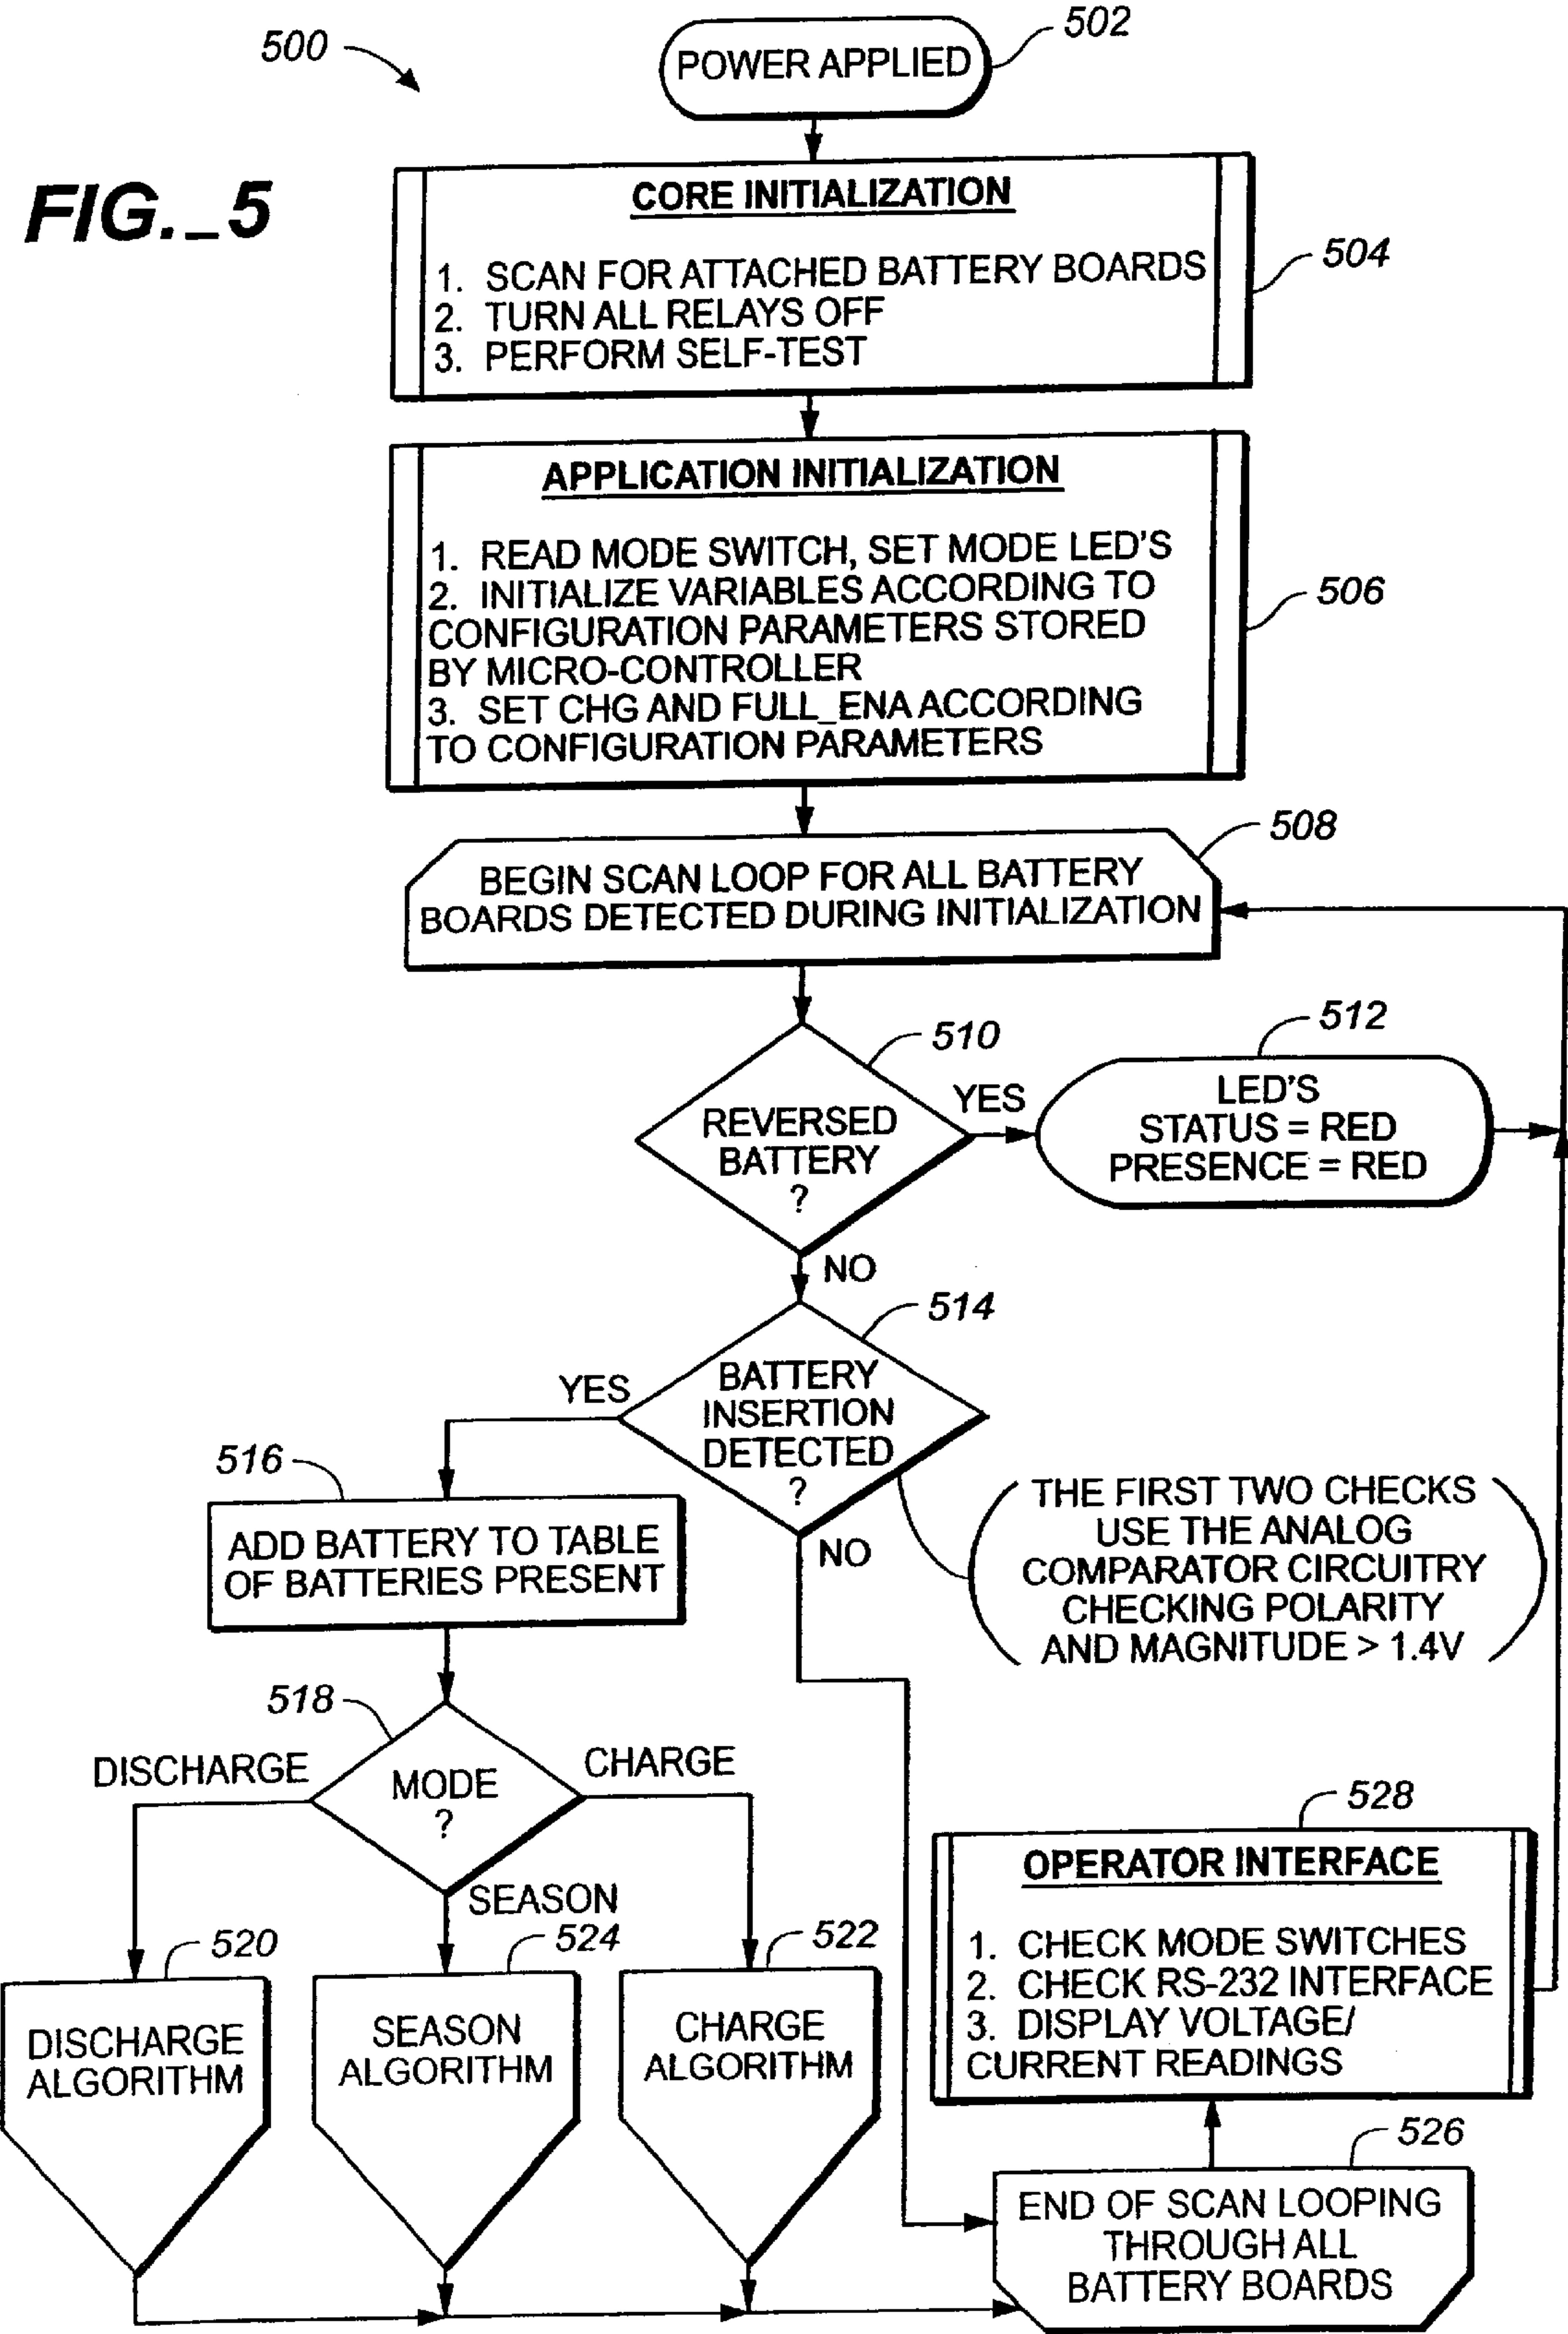 500
502
POWER APPLIED
FIG._5
CORE INITIALIZATION
504
1. SCAN FOR ATTACHED BATTERY BOARDS
2. TURN ALL RELAYS OFF
3. PERFORM SELF-TEST
APPLICATION INITIALIZATION
506
1. READ MODE SWITCH, SET MODE LED'S
2. INITIALIZE VARIABLES ACCORDING TO
CONFIGURATION PARAMETERS STORED
BY MICRO-CONTROLLER
3. SET CHG AND FULL_ENA ACCORDING
TO CONFIGURATION PARAMETERS
508
BEGIN SCAN LOOP FOR ALL BATTERY
BOARDS DETECTED DURING INITIALIZATION
510
REVERSED
BATTERY
?
YES
512
LED'S
STATUS = RED
PRESENCE = RED
NO
514
BATTERY
INSERTION
DETECTED
?
YES
NO
THE FIRST TWO CHECKS
USE THE ANALOG
COMPARATOR CIRCUITRY
CHECKING POLARITY
AND MAGNITUDE > 1.4V
516
ADD BATTERY TO TABLE
OF BATTERIES PRESENT
518
MODE
?
DISCHARGE
CHARGE
SEASON
520
DISCHARGE
ALGORITHM
524
SEASON
ALGORITHM
522
CHARGE
ALGORITHM
528
OPERATOR INTERFACE
1. CHECK MODE SWITCHES
2. CHECK RS-232 INTERFACE
3. DISPLAY VOLTAGE/
CURRENT READINGS
526
END OF SCAN LOOPING
THROUGH ALL
BATTERY BOARDS